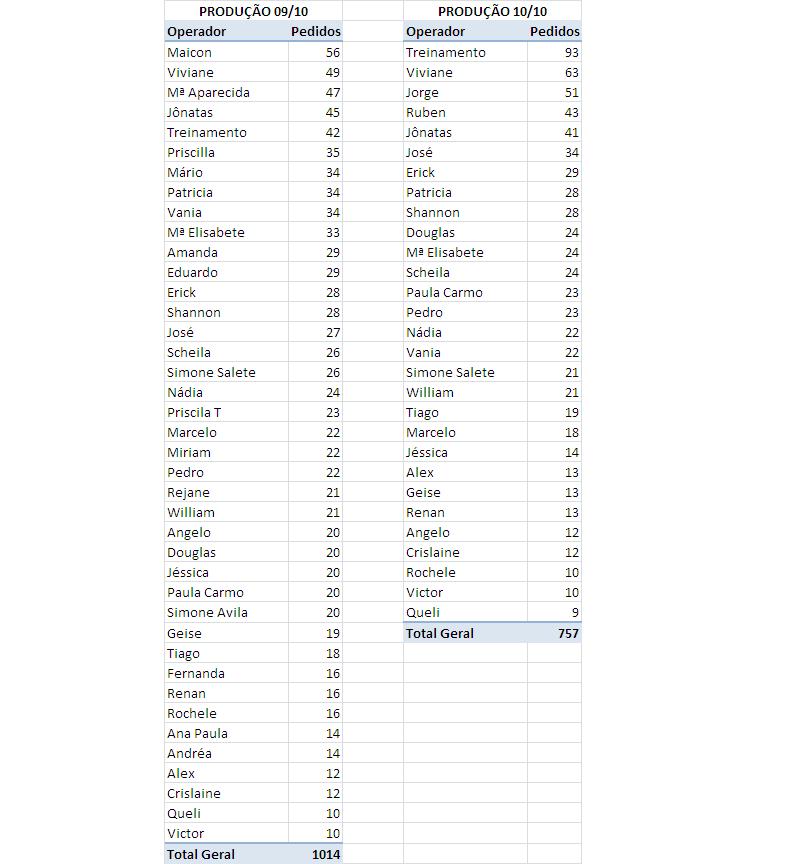 PRODUÇÃO 09/10 PRODUÇÃO 10/10
Operador Pedidos Operador Pedidos
Maicon 56 Treinamento 93
Viviane 49 Viviane 63
Mª Aparecida 47 Jorge 51
Jônatas 45 Ruben 43
Treinamento 42 Jônatas 41
Priscilla 35 José 34
Mário 34 Erick 29
Patricia 34 Patricia 28
Vania 34 Shannon 28
Mª Elisabete 33 Douglas 24
Amanda 29 Mª Elisabete 24
Eduardo 29 Scheila 24
Erick 28 Paula Carmo 23
Shannon 28 Pedro 23
José 27 Nádia 22
Scheila 26 Vania 22
Simone Salete 26 Simone Salete 21
Nádia 24 William 21
Priscila T 23 Tiago 19
Marcelo 22 Marcelo 18
Miriam 22 Jéssica 14
Pedro 22 Alex 13
Rejane 21 Geise 13
William 21 Renan 13
Angelo 20 Angelo 12
Douglas 20 Crislaine 12
Jéssica 20 Rochele 10
Paula Carmo 20 Victor 10
Simone Avila 20 Queli 9
Geise 19 Total Geral 757
Tiago 18
Fernanda 16
Renan 16
Rochele 16
Ana Paula 14
Andréa 14
Alex 12
Crislaine 12
Queli 10
Victor 10
Total Geral 1014